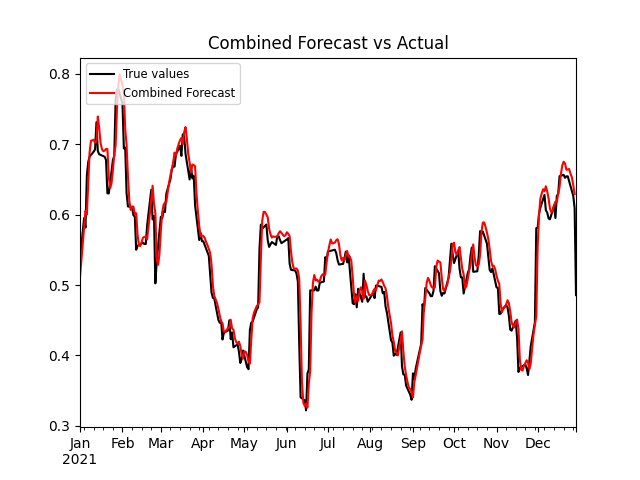 Combined Forecast vs Actual
True values
Combined Forecast
0.8
0.7
0.6
0.5
0.4
0.3
Jan Feb Mar Apr May Jun Jul Aug Sep Oct Nov Dec
2021